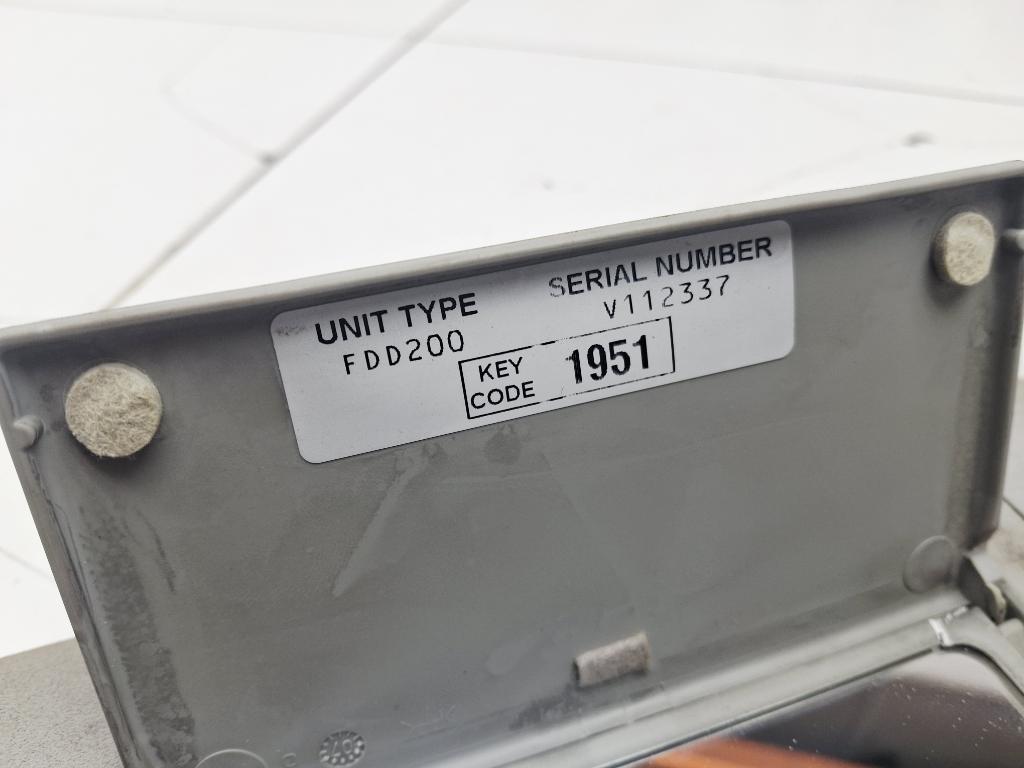 UNIT TYPE
FDD200
SERIAL NUMBER
V112337
KEY
CODE
1951